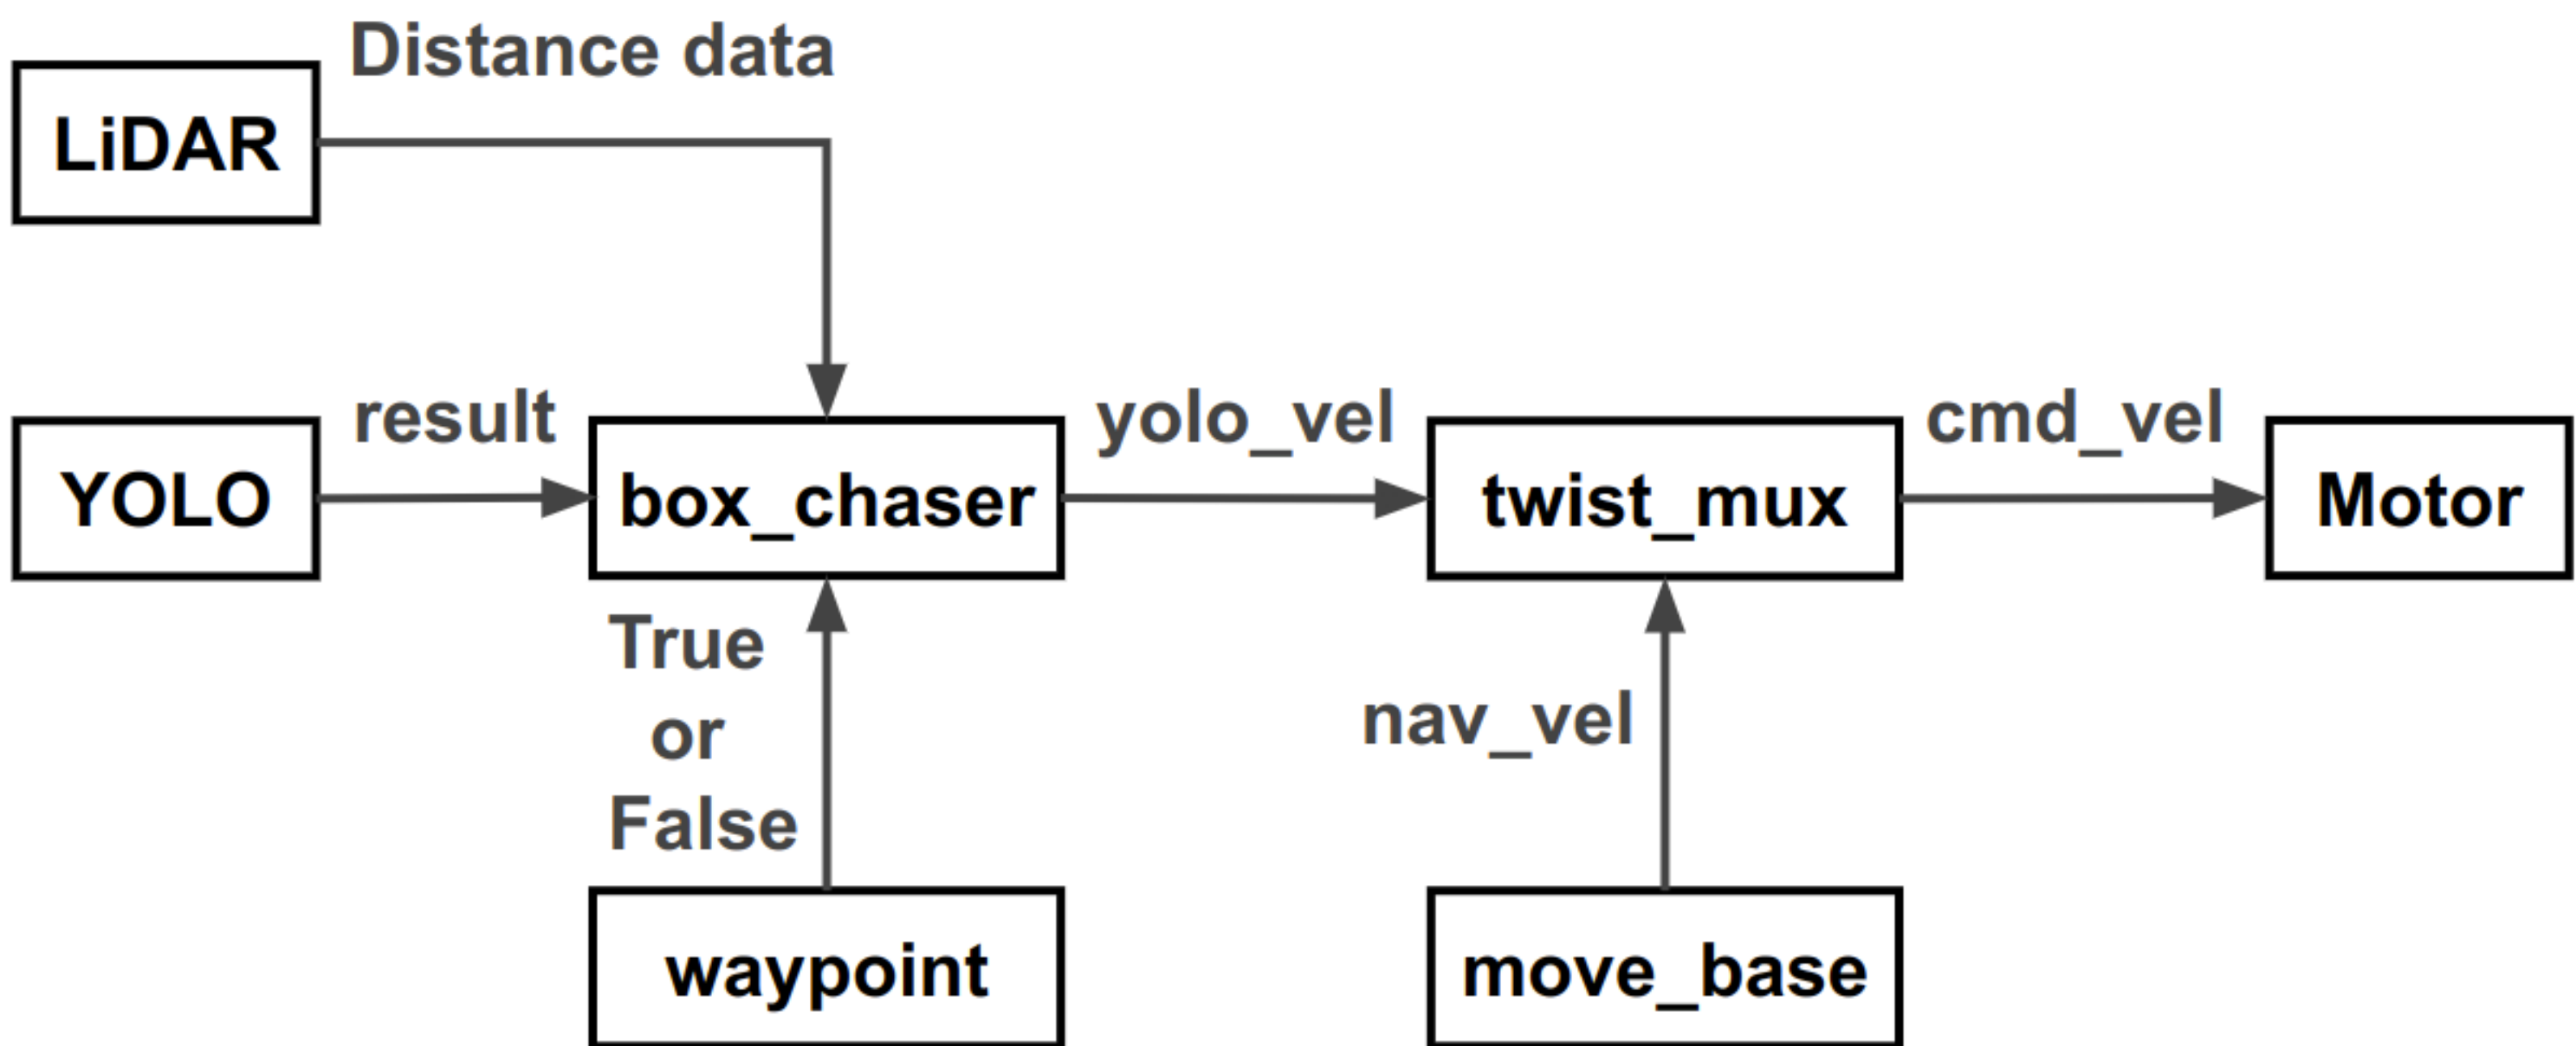 Distance data
LiDAR
result
yolo_vel
cmd_vel
YOLO
box_chaser
twist_mux
Motor
True
or
False
nav_vel
waypoint
move_base